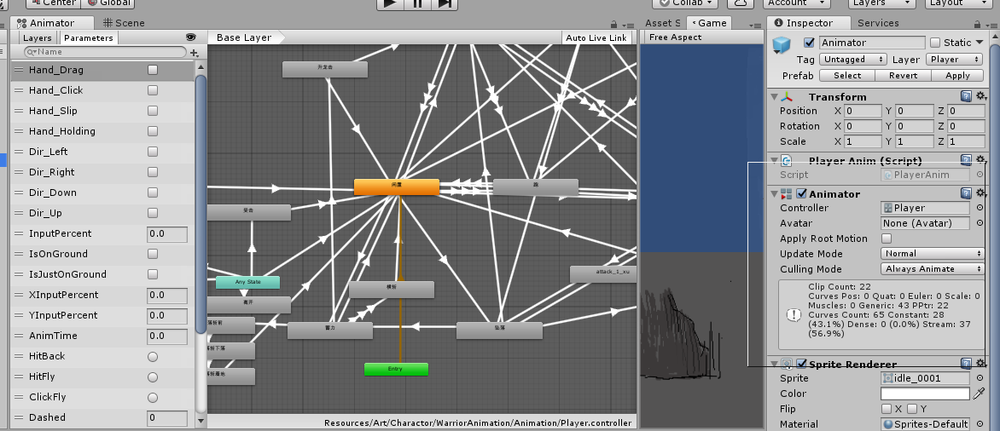 Center
Global
Collab
Account
Layers
Layout
Animator
Scene
Asset S
Game
Inspector
Services
Layers
Parameters
Base Layer
Auto Live Link
Free Aspect
Name
Hand_Drag
Hand_Click
Hand_Slip
Hand_Holding
Dir_Left
Dir_Right
Dir_Down
Dir_Up
InputPercent 0.0
IsOnGround
IsJustOnGround
XInputPercent 0.0
YInputPercent 0.0
AnimTime 0.0
HitBack
HitFly
ClickFly
Dashed 0
升龙击
闲置
跑
受击
Any State
离开
横斩
attack_1_xu
蓄力
坠落
Entry
Resources/Art/Charactor/WarriorAnimation/Animation/Player.controller
Animator
Static
Tag Untagged Layer Player
Prefab Select Revert Apply
Transform
Position X 0 Y 0 Z 0
Rotation X 0 Y 0 Z 0
Scale X 1 Y 1 Z 1
Player Anim (Script)
Script PlayerAnim
Animator
Controller Player
Avatar None (Avatar)
Apply Root Motion
Update Mode Normal
Culling Mode Always Animate
Clip Count: 22
Curves Pos: 0 Quat: 0 Euler: 0 Scale: 0
Muscles: 0 Generic: 43 PPtr: 22
Curves Count: 65 Constant: 28
(43.1%) Dense: 0 (0.0%) Stream: 37
(56.9%)
Sprite Renderer
Sprite idle_0001
Color
Flip X Y
Material Sprites-Default